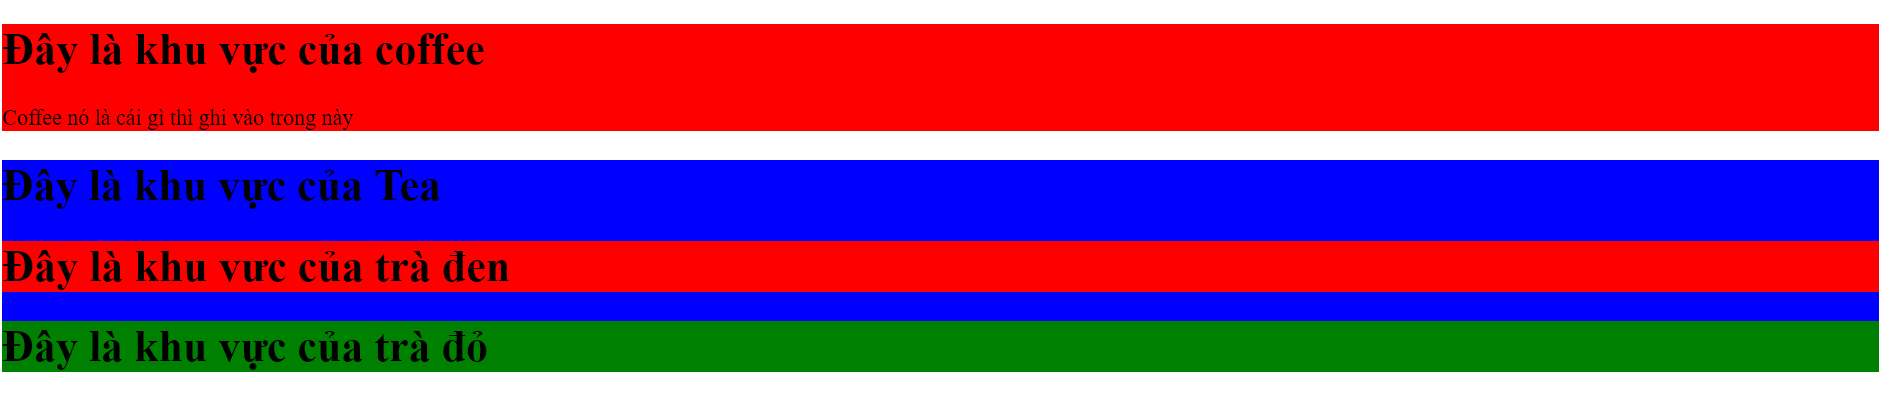 Đây là khu vực của coffee
Coffee nó là cái gì thì ghi vào trong này
Đây là khu vực của Tea
Đây là khu vưc của trà đen
Đây là khu vực của trà đỏ